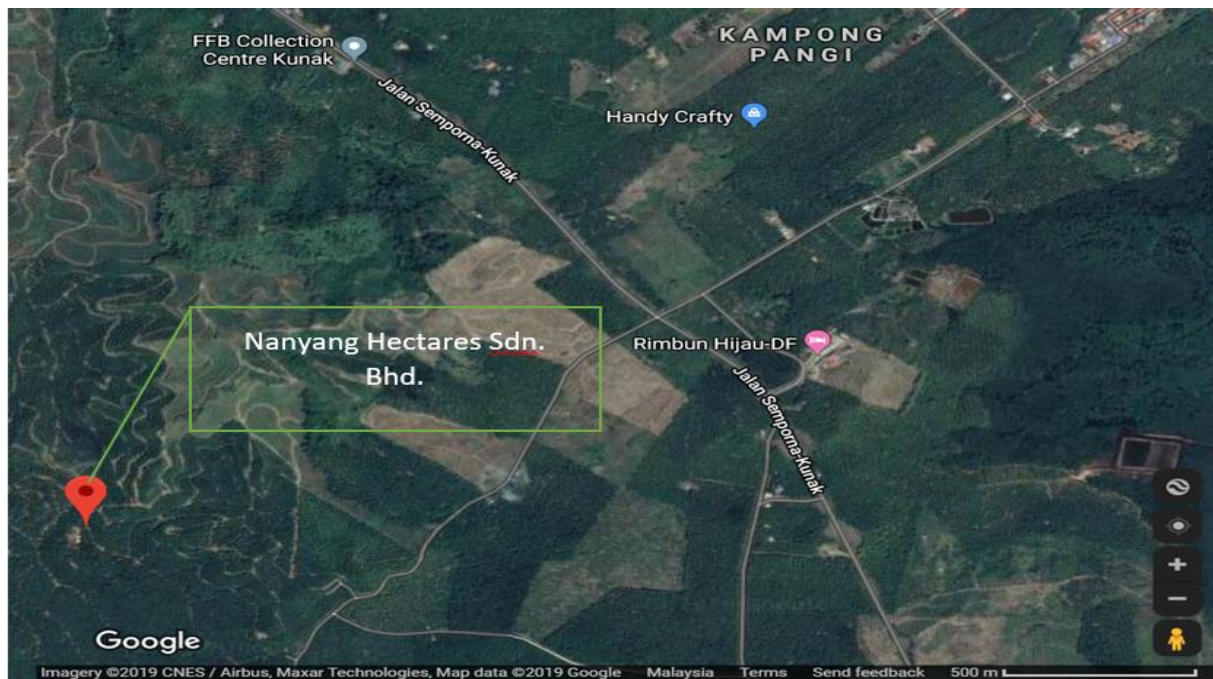 FFB Collection
Centre Kunak
KAMPONG
PANGI
Jalan Semporna-Kunak
Handy Crafty
Nanyang Hectares Sdn.
Bhd.
Rimbun Hijau-DF
Jalan Semporna-Kunak
Google
Imagery ©2019 CNES / Airbus, Maxar Technologies, Map data ©2019 Google Malaysia Terms Send feedback 500 m